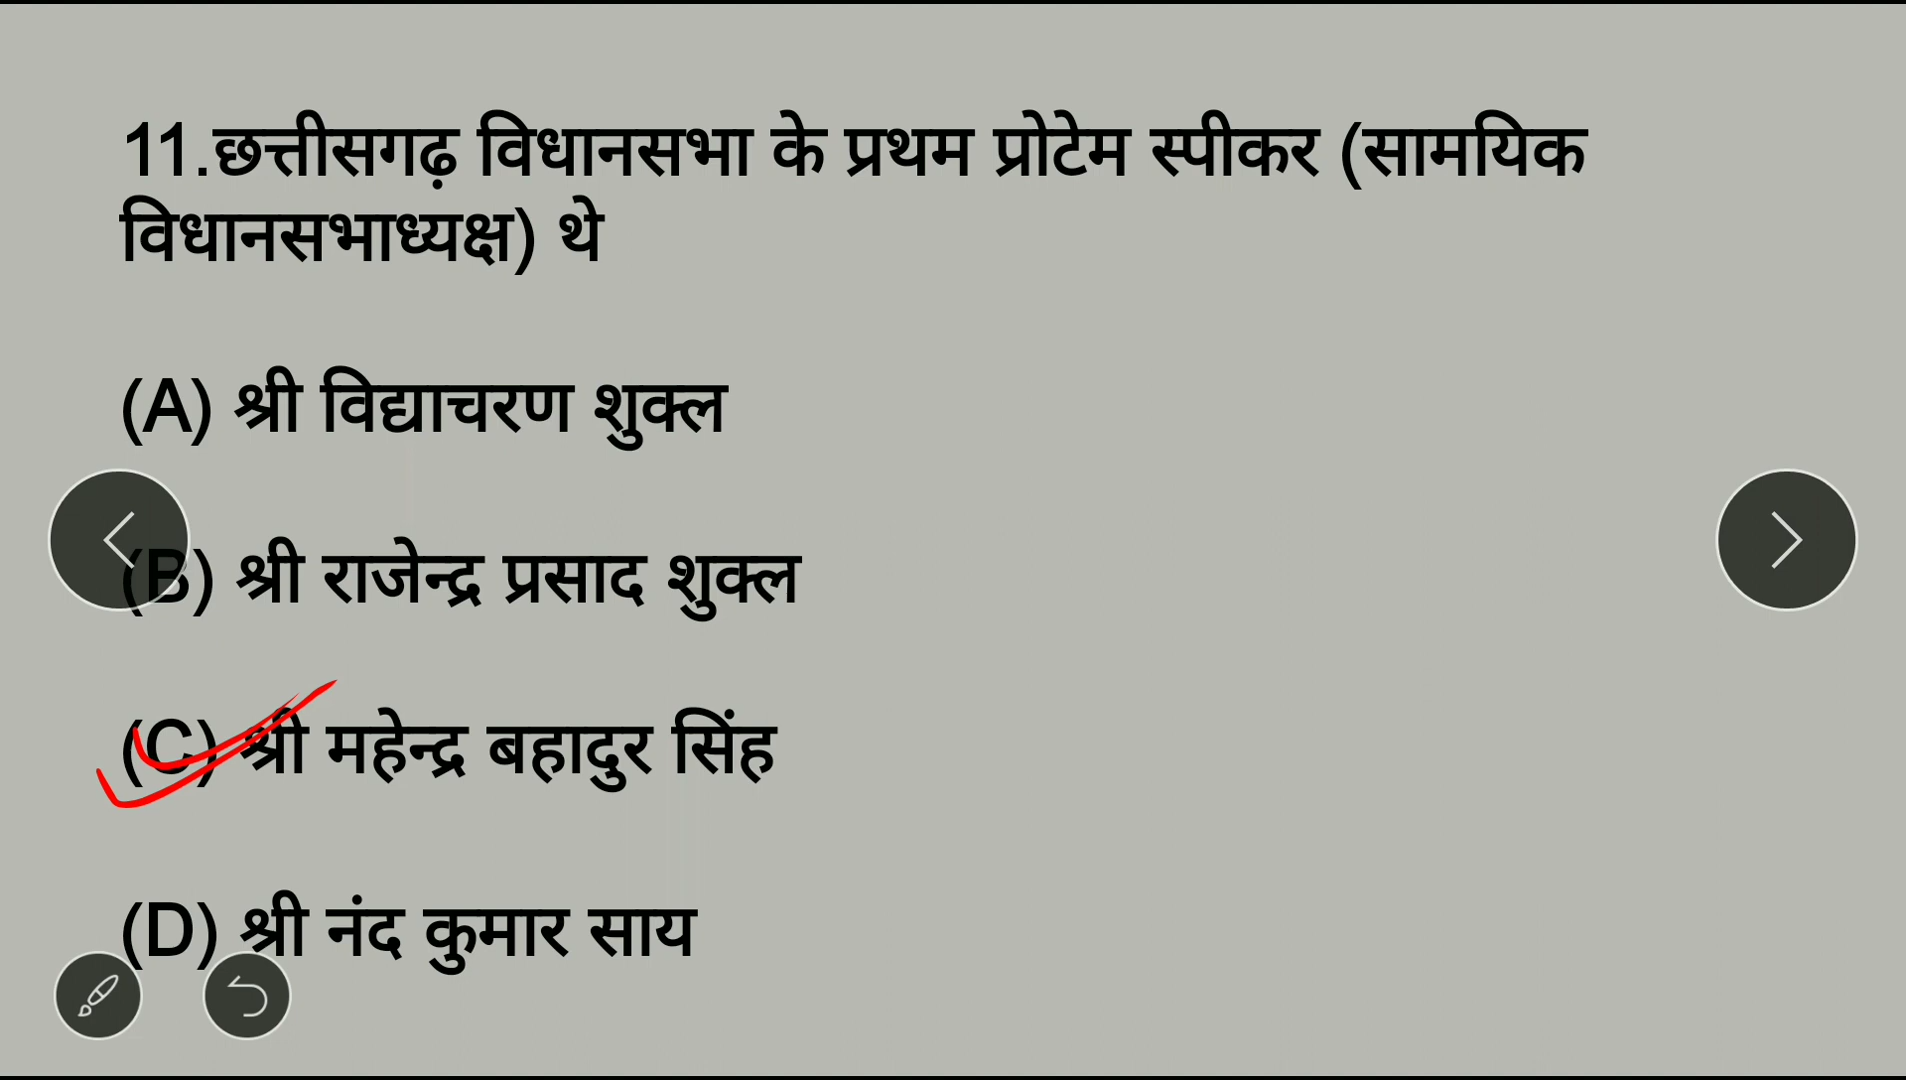 11.छत्तीसगढ़ विधानसभा के प्रथम प्रोटेम स्पीकर (सामयिक
विधानसभाध्यक्ष) थे
(A) श्री विद्याचरण शुक्ल
(B) श्री राजेन्द्र प्रसाद शुक्ल
(C) श्री महेन्द्र बहादुर सिंह
(D) श्री नंद कुमार साय